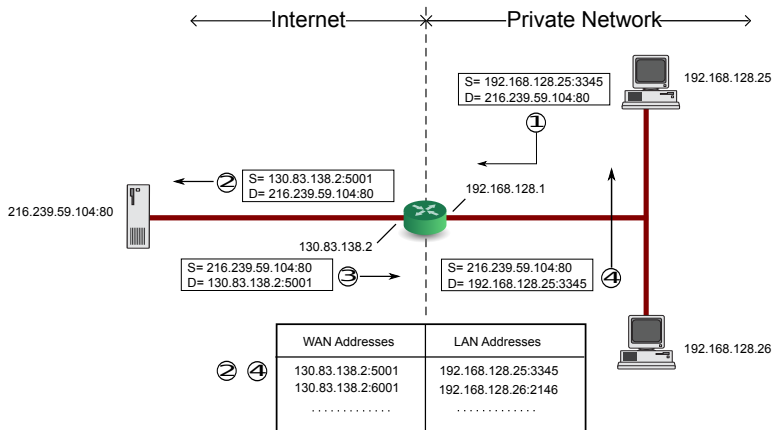 Internet
Private Network
S= 192.168.128.25:3345
D= 216.239.59.104:80
192.168.128.25
①
② S= 130.83.138.2:5001
D= 216.239.59.104:80
192.168.128.1
216.239.59.104:80
130.83.138.2
S= 216.239.59.104:80
D= 130.83.138.2:5001
③
S= 216.239.59.104:80
D= 192.168.128.25:3345
④
192.168.128.26
WAN Addresses LAN Addresses
② ④ 130.83.138.2:5001 192.168.128.25:3345
130.83.138.2:6001 192.168.128.26:2146
. . . . . . . . . . . . . . . . . . . . . . . . . .